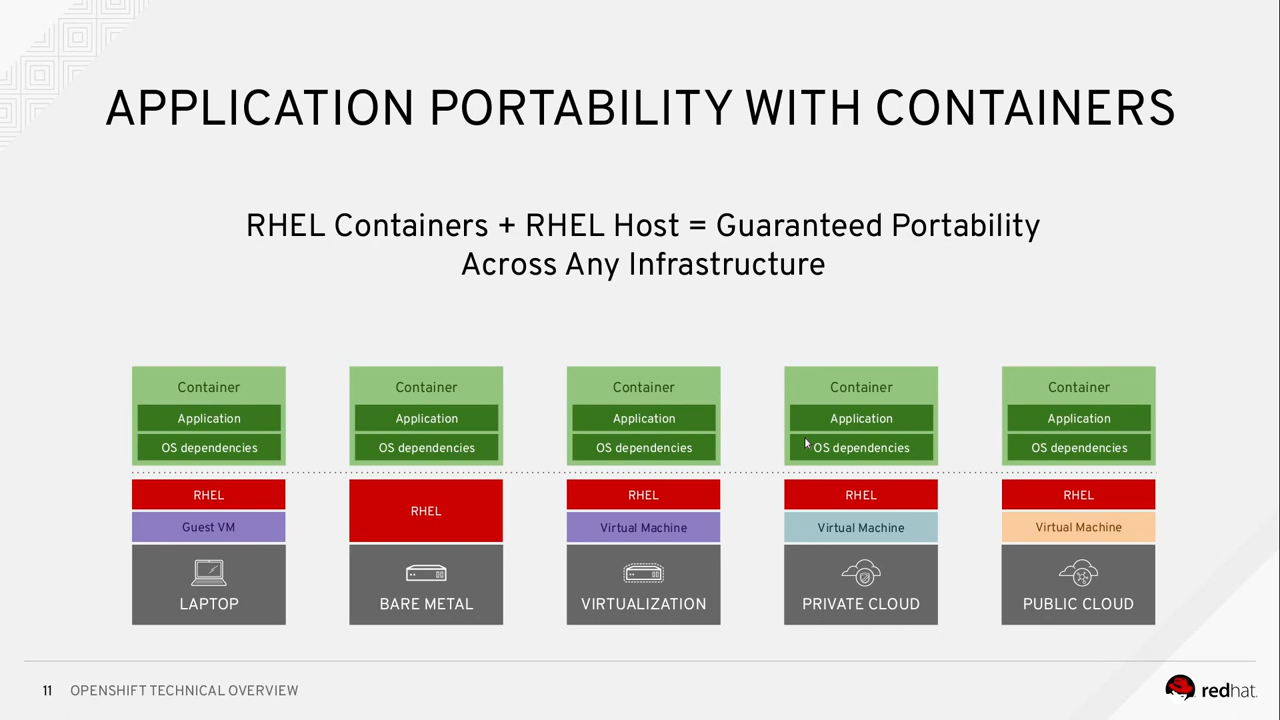 APPLICATION PORTABILITY WITH CONTAINERS
RHEL Containers + RHEL Host = Guaranteed Portability
Across Any Infrastructure
Container
Application
OS dependencies
RHEL
Guest VM
LAPTOP
Container
Application
OS dependencies
RHEL
BARE METAL
Container
Application
OS dependencies
RHEL
Virtual Machine
VIRTUALIZATION
Container
Application
OS dependencies
RHEL
Virtual Machine
PRIVATE CLOUD
Container
Application
OS dependencies
RHEL
Virtual Machine
PUBLIC CLOUD
11 OPENSHIFT TECHNICAL OVERVIEW
redhat.